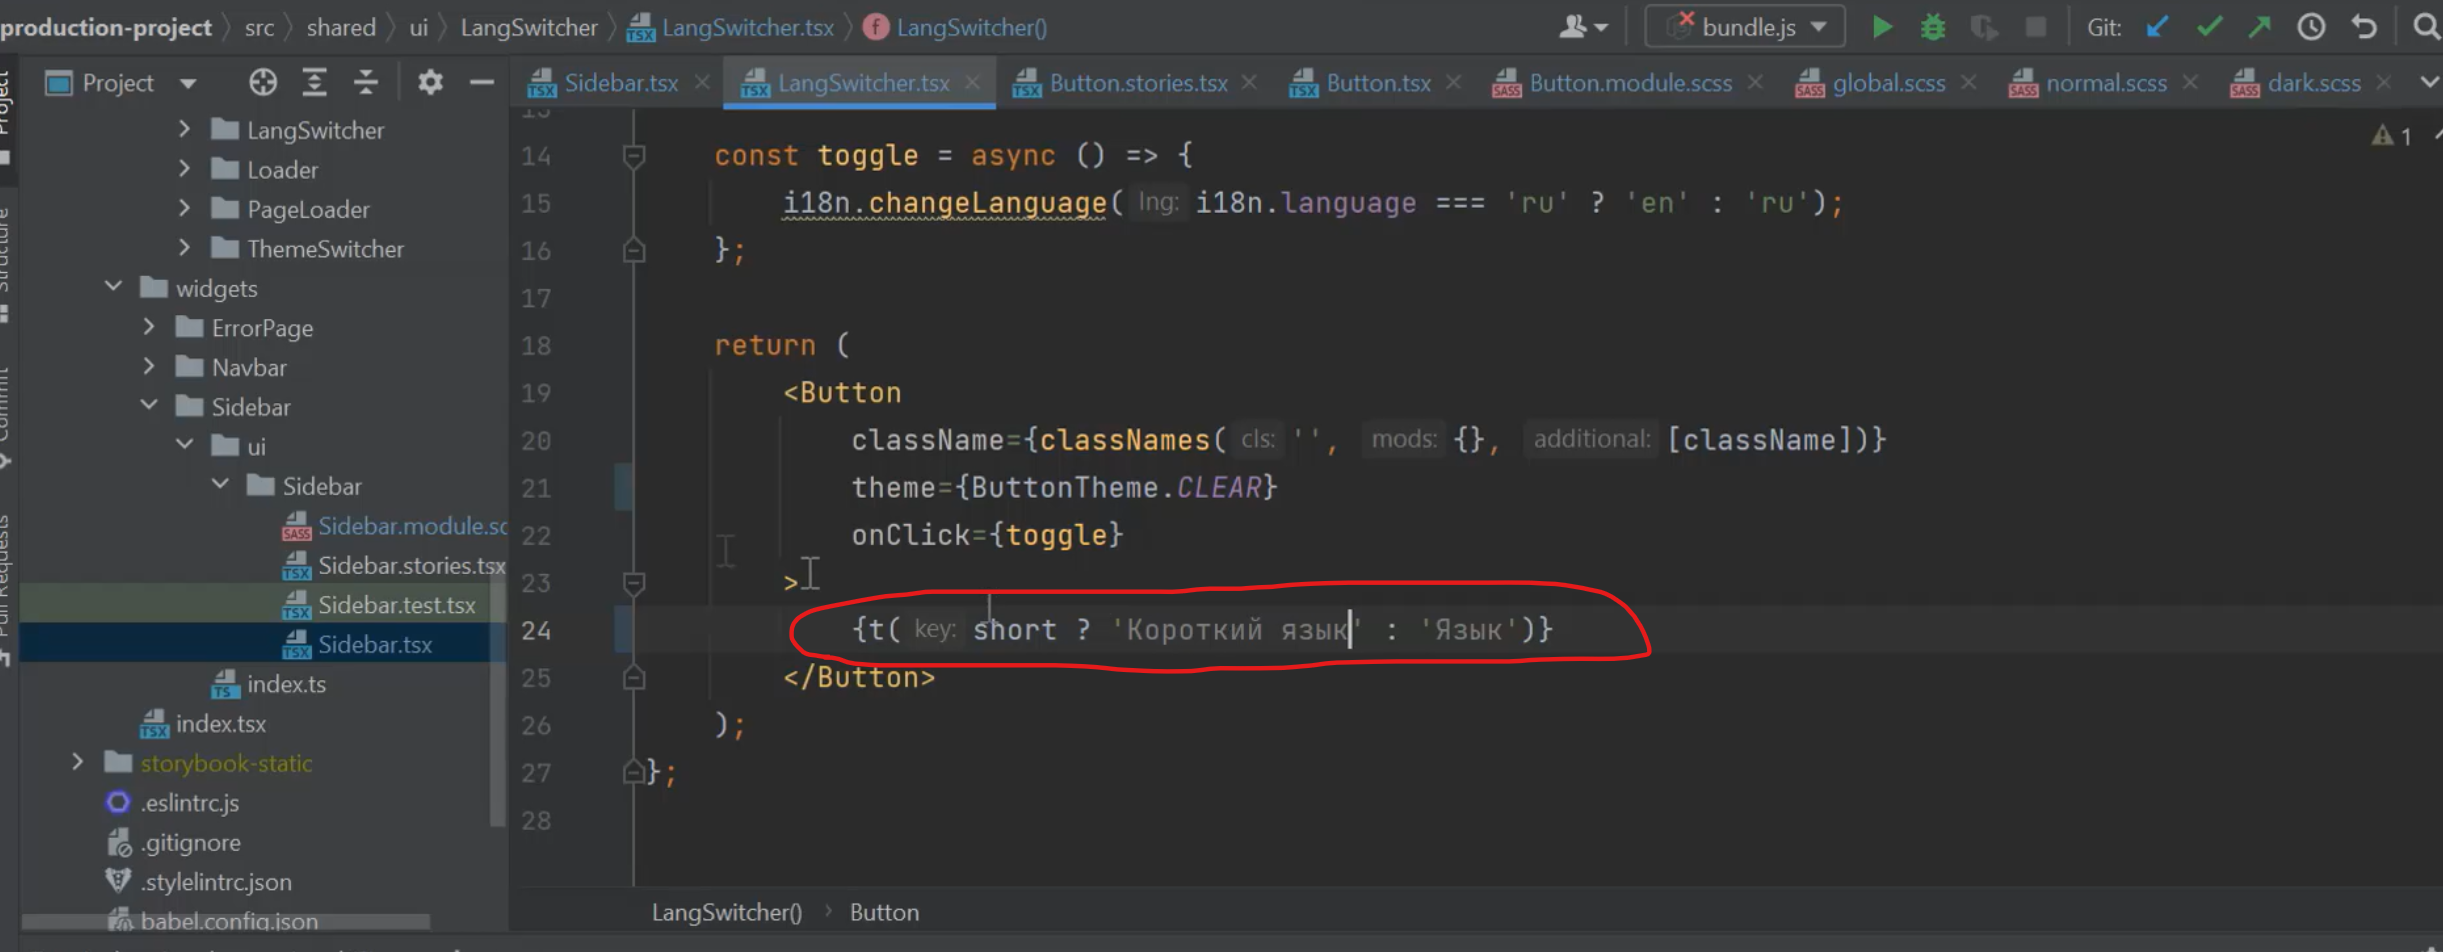 production-project src shared ui LangSwitcher LangSwitcher.tsx LangSwitcher()
bundle.js
Git:
Project
Sidebar.tsx
LangSwitcher.tsx
Button.stories.tsx
Button.tsx
Button.module.scss
global.scss
normal.scss
dark.scss
Project
Structure
Commit
Pull Requests
LangSwitcher
Loader
PageLoader
ThemeSwitcher
widgets
ErrorPage
Navbar
Sidebar
ui
Sidebar
Sidebar.module.sc
Sidebar.stories.tsx
Sidebar.test.tsx
Sidebar.tsx
index.ts
index.tsx
storybook-static
.eslintrc.js
.gitignore
.stylelintrc.json
babel.config.json
1
14 const toggle = async () => {
15 i18n.changeLanguage( lng: i18n.language === 'ru' ? 'en' : 'ru');
16 };
17
18 return (
19 <Button
20 className={classNames( cls: '', mods: {}, additional: [className])}
21 theme={ButtonTheme.CLEAR}
22 onClick={toggle}
23 >
24 {t( key: short ? 'Короткий язык' : 'Язык')}
25 </Button>
26 );
27 };
28
LangSwitcher() Button